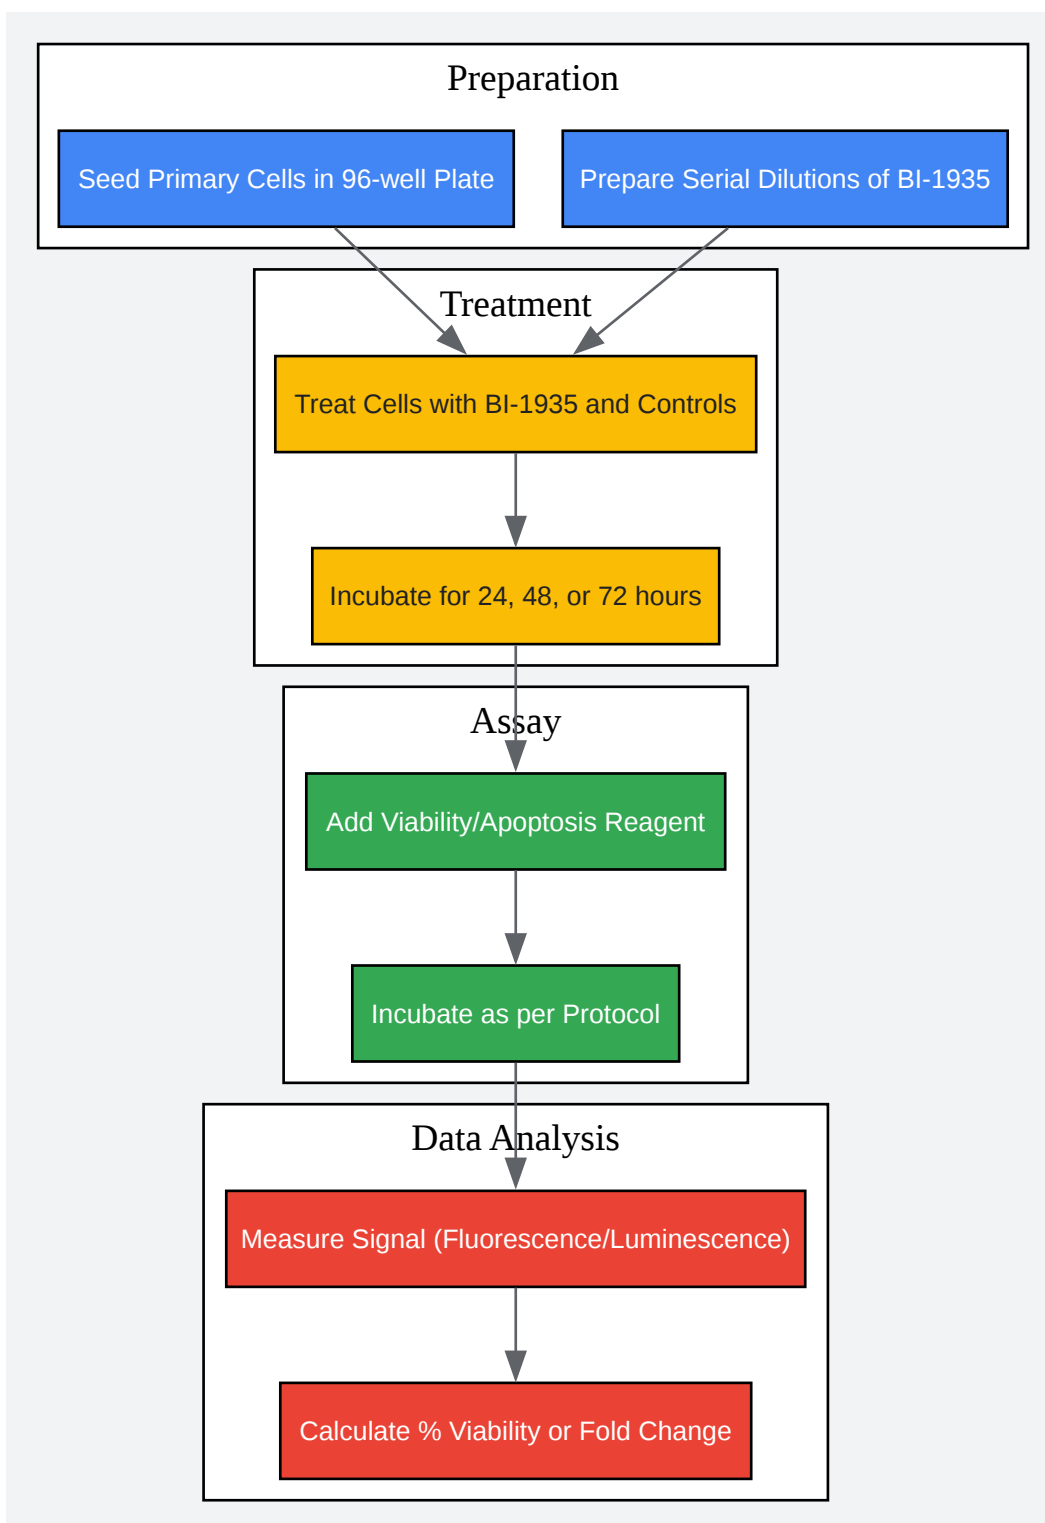 Preparation
Seed Primary Cells in 96-well Plate
Prepare Serial Dilutions of BI-1935
Treatment
Treat Cells with BI-1935 and Controls
Incubate for 24, 48, or 72 hours
Assay
Add Viability/Apoptosis Reagent
Incubate as per Protocol
Data Analysis
Measure Signal (Fluorescence/Luminescence)
Calculate % Viability or Fold Change